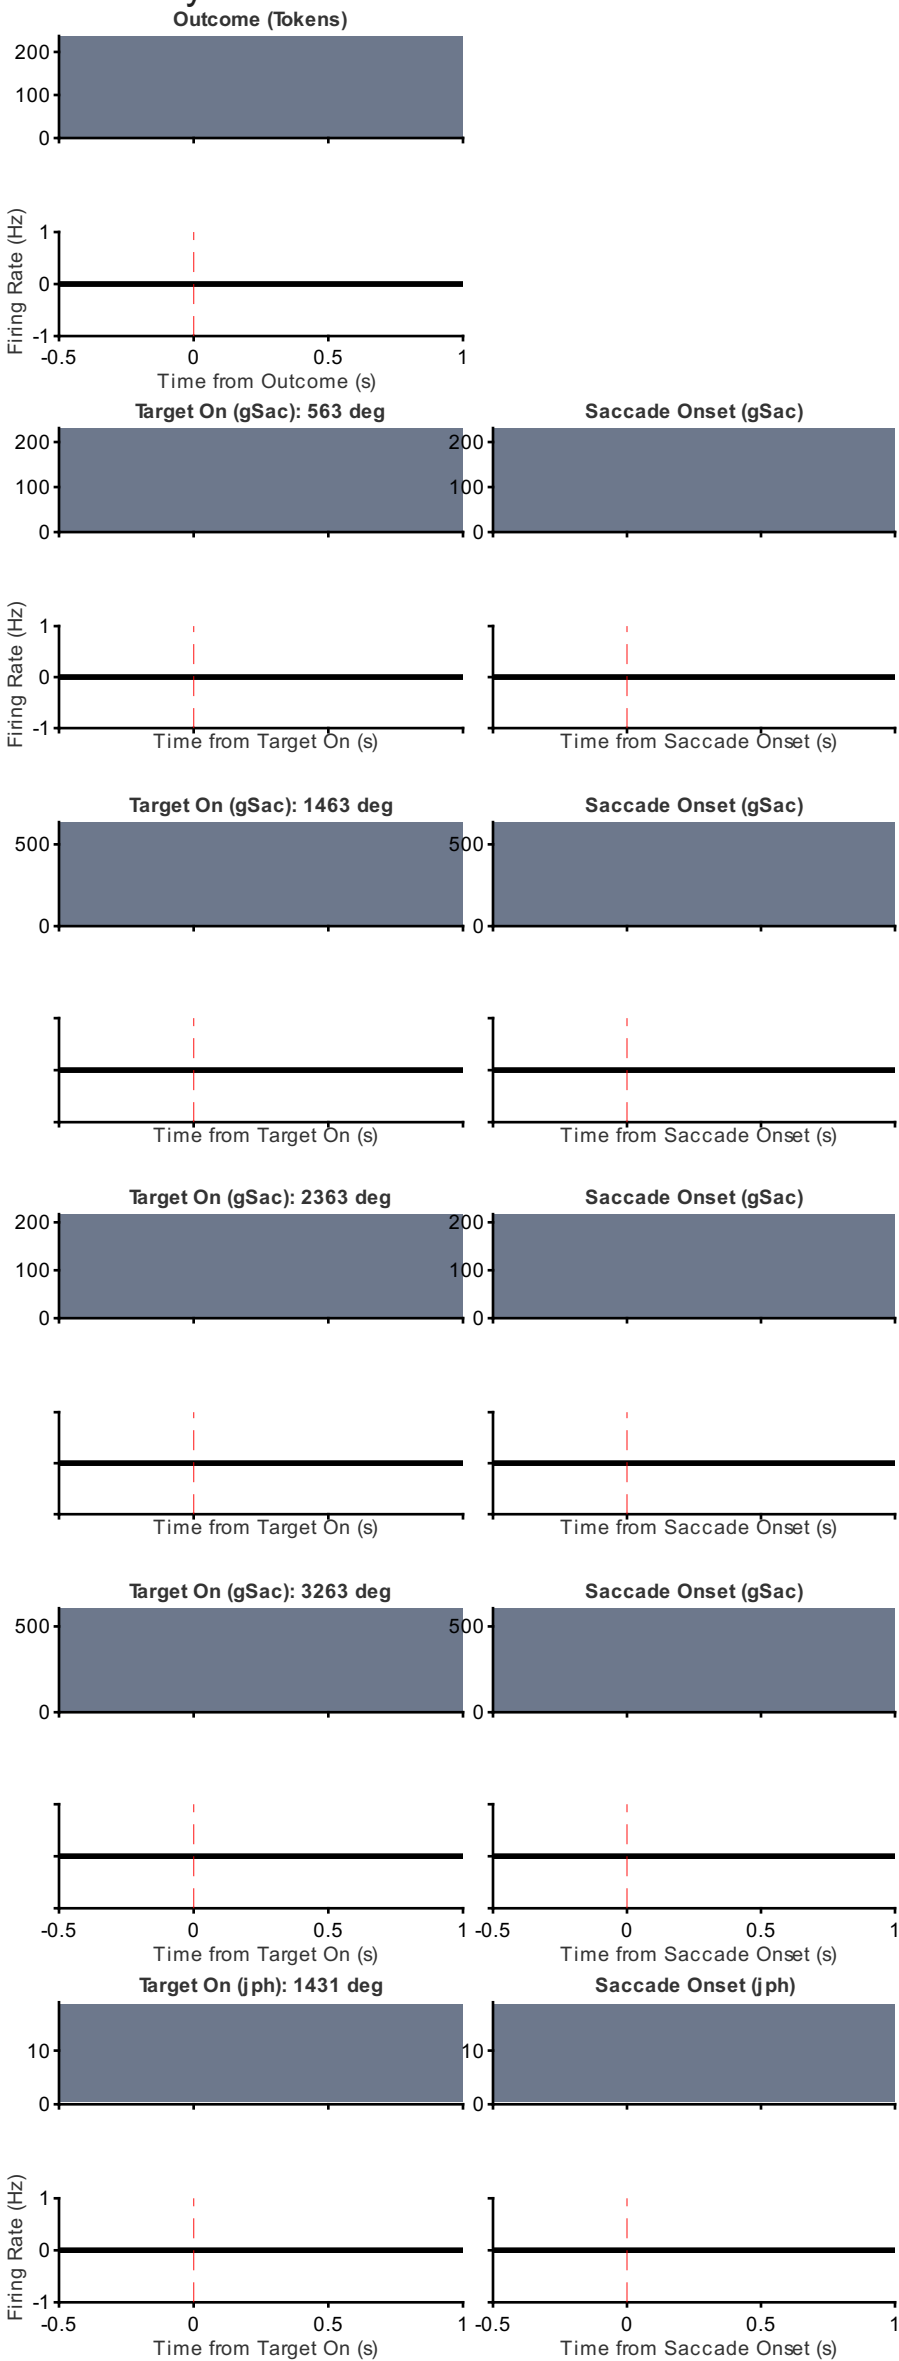 Outcome (Tokens)
200
100
0
Firing Rate (Hz)
1
0
-1
-0.5 0 0.5 1
Time from Outcome (s)
Target On (gSac): 563 deg Saccade Onset (gSac)
200 200
100 100
0 0
Firing Rate (Hz)
1
0
-1
Time from Target On (s) Time from Saccade Onset (s)
Target On (gSac): 1463 deg Saccade Onset (gSac)
500 500
0 0
Time from Target On (s) Time from Saccade Onset (s)
Target On (gSac): 2363 deg Saccade Onset (gSac)
200 200
100 100
0 0
Time from Target On (s) Time from Saccade Onset (s)
Target On (gSac): 3263 deg Saccade Onset (gSac)
500 500
0 0
-0.5 0 0.5 1 -0.5 0 0.5 1
Time from Target On (s) Time from Saccade Onset (s)
Target On (jph): 1431 deg Saccade Onset (jph)
10 10
0 0
Firing Rate (Hz)
1
0
-1
-0.5 0 0.5 1 -0.5 0 0.5 1
Time from Target On (s) Time from Saccade Onset (s)